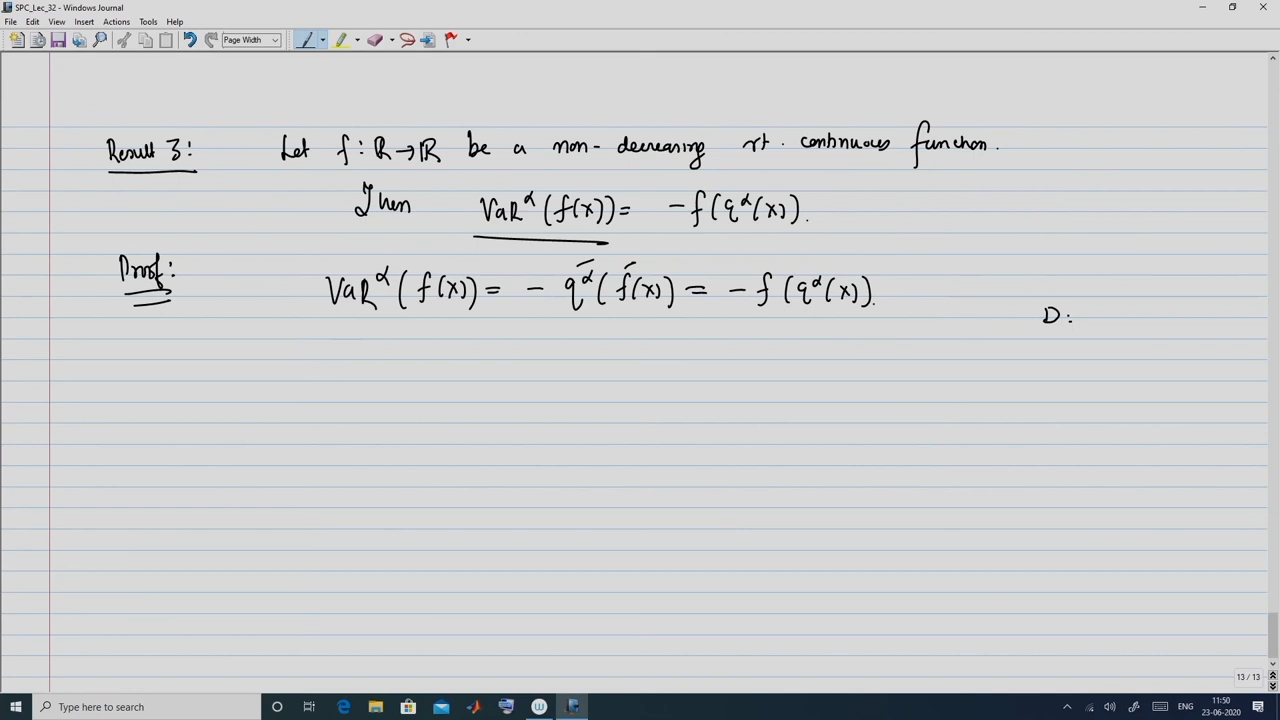 SPC_Lec_32 - Windows Journal
File Edit View Insert Actions Tools Help
Page Width
Result 3: Let f : ℝ→ℝ be a non-decreasing rt. continuous function.
Then VaR^α (f(x)) = -f(q^α(x)).
Proof: VaR^α (f(x)) = - q^α (f(x)) = - f (q^α(x)).
D:
13 / 13
Type here to search
ENG
11:50
23-06-2020